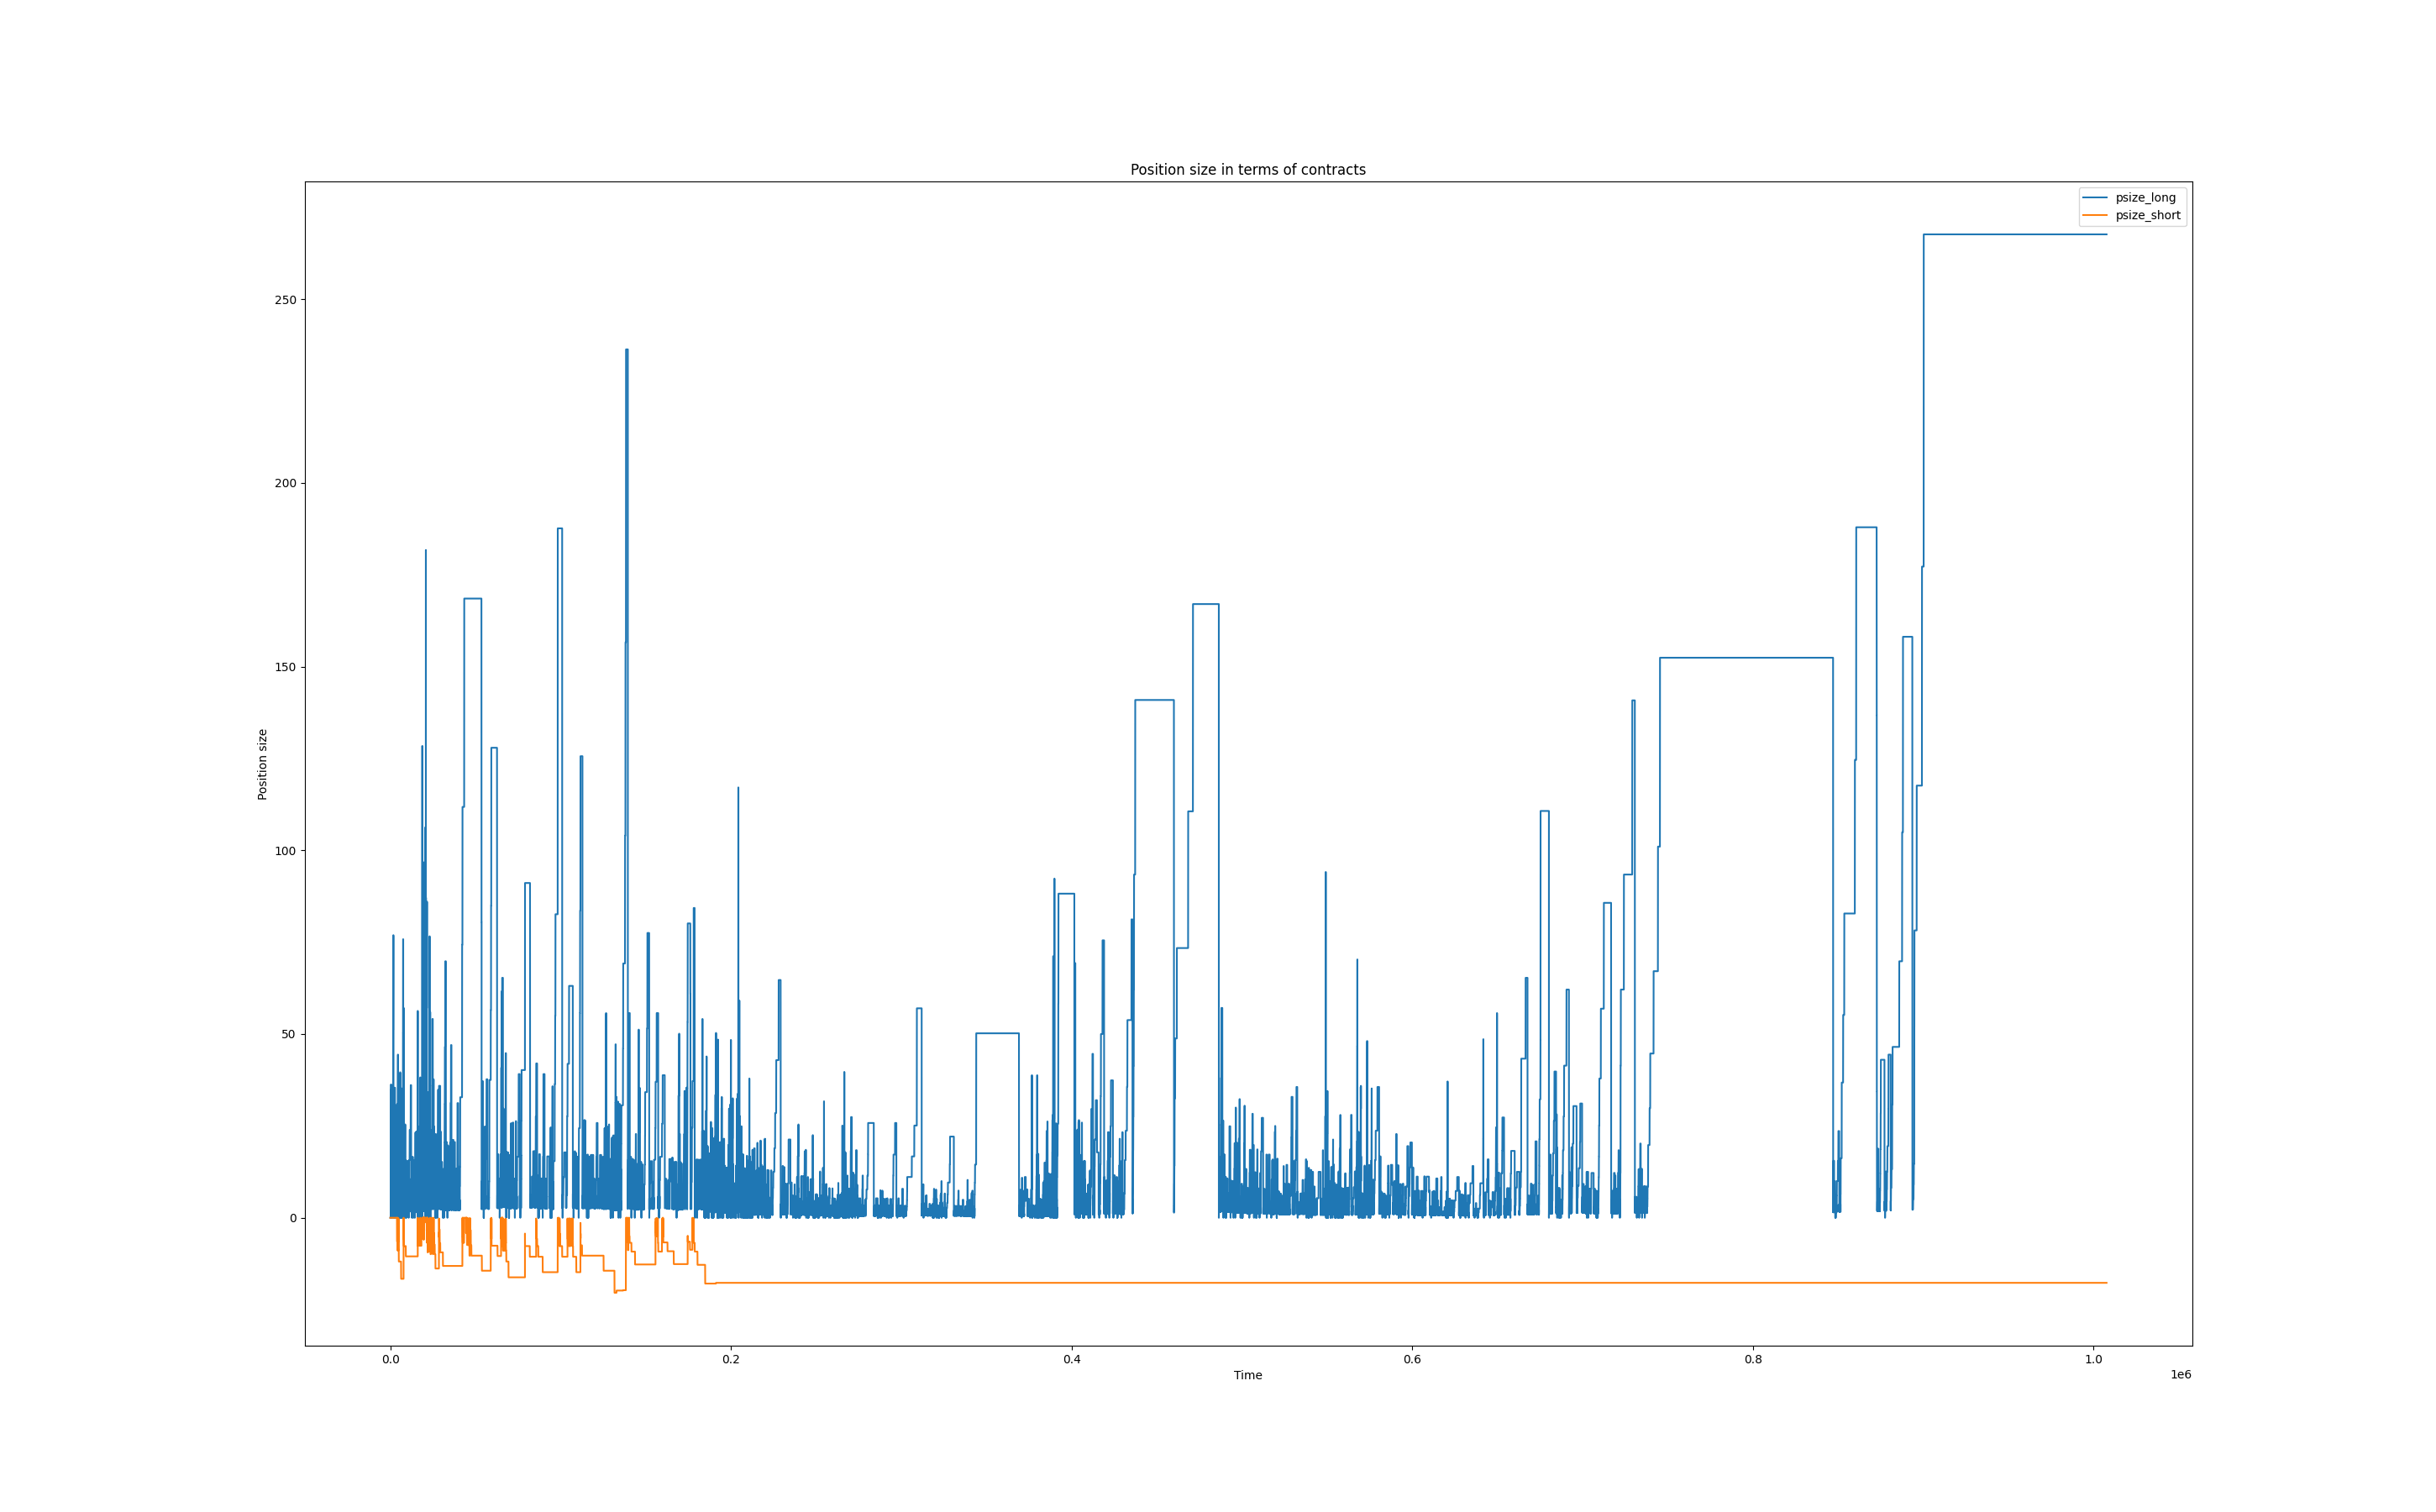 Position size in terms of contracts
psize_long
psize_short
Position size
250
200
150
100
50
0
0.0 0.2 0.4 0.6 0.8 1.0
Time
1e6